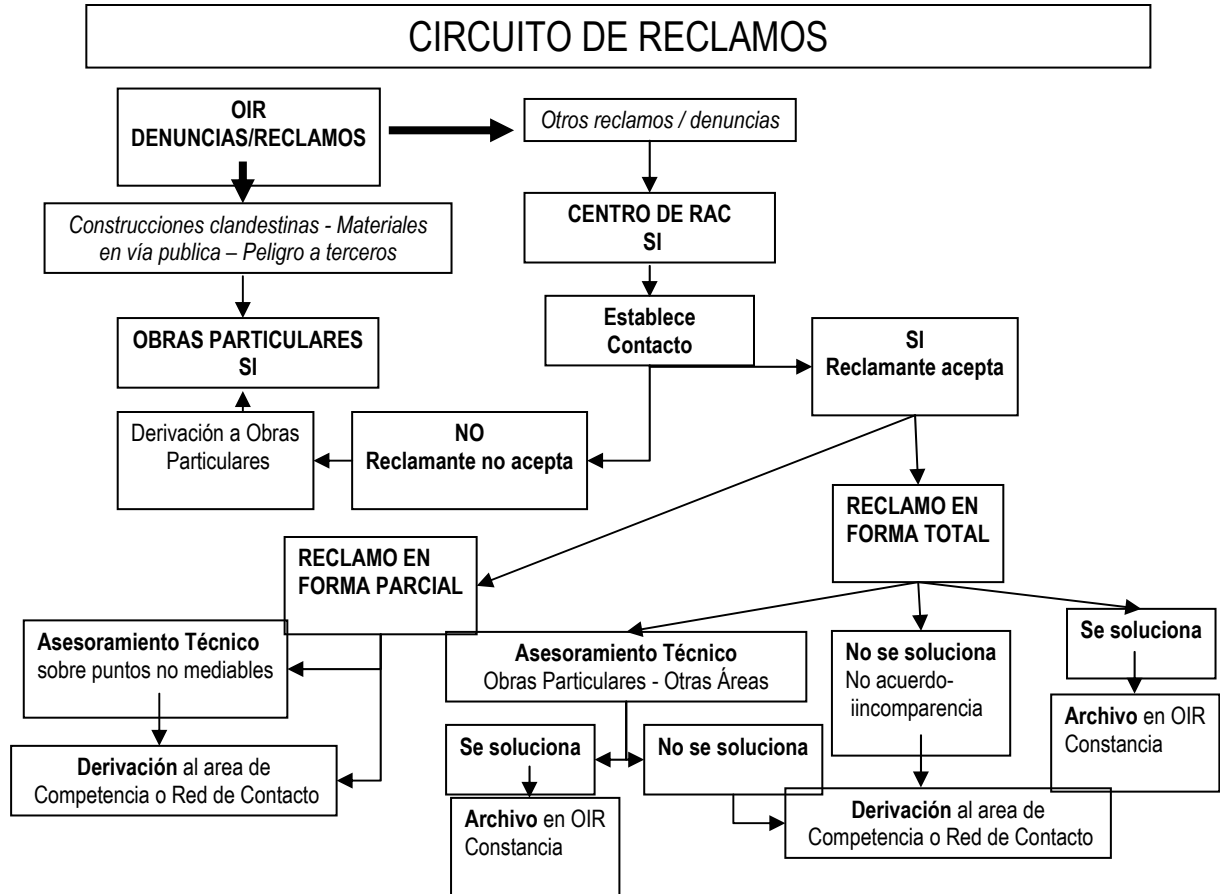 CIRCUITO DE RECLAMOS
OIR
DENUNCIAS/RECLAMOS
Otros reclamos / denuncias
Construcciones clandestinas - Materiales
en vía publica – Peligro a terceros
CENTRO DE RAC
SI
OBRAS PARTICULARES
SI
Establece
Contacto
SI
Reclamante acepta
Derivación a Obras
Particulares
NO
Reclamante no acepta
RECLAMO EN
FORMA TOTAL
RECLAMO EN
FORMA PARCIAL
Asesoramiento Técnico
sobre puntos no mediables
Asesoramiento Técnico
Obras Particulares - Otras Áreas
No se soluciona
No acuerdo-
iincomparencia
Se soluciona
Archivo en OIR
Constancia
Derivación al area de
Competencia o Red de Contacto
Se soluciona
No se soluciona
Archivo en OIR
Constancia
Derivación al area de
Competencia o Red de Contacto